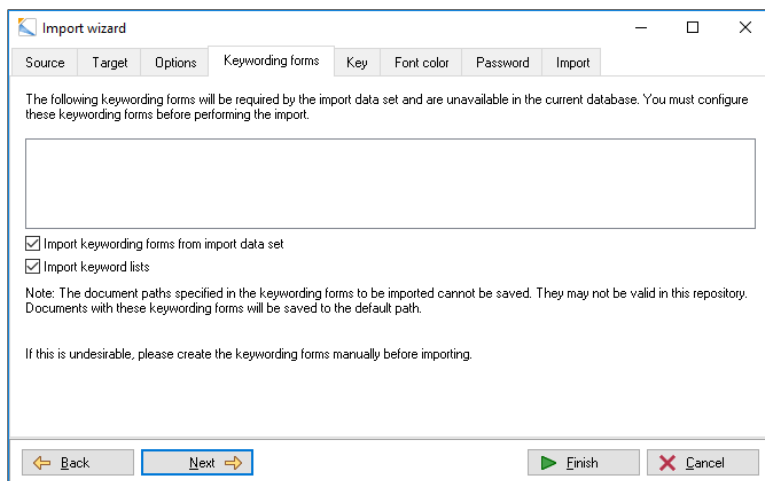 Import wizard
Source Target Options Keywording forms Key Font color Password Import
The following keywording forms will be required by the import data set and are unavailable in the current database. You must configure
these keywording forms before performing the import.
Import keywording forms from import data set
Import keyword lists
Note: The document paths specified in the keywording forms to be imported cannot be saved. They may not be valid in this repository.
Documents with these keywording forms will be saved to the default path.
If this is undesirable, please create the keywording forms manually before importing.
Back Next Finish Cancel